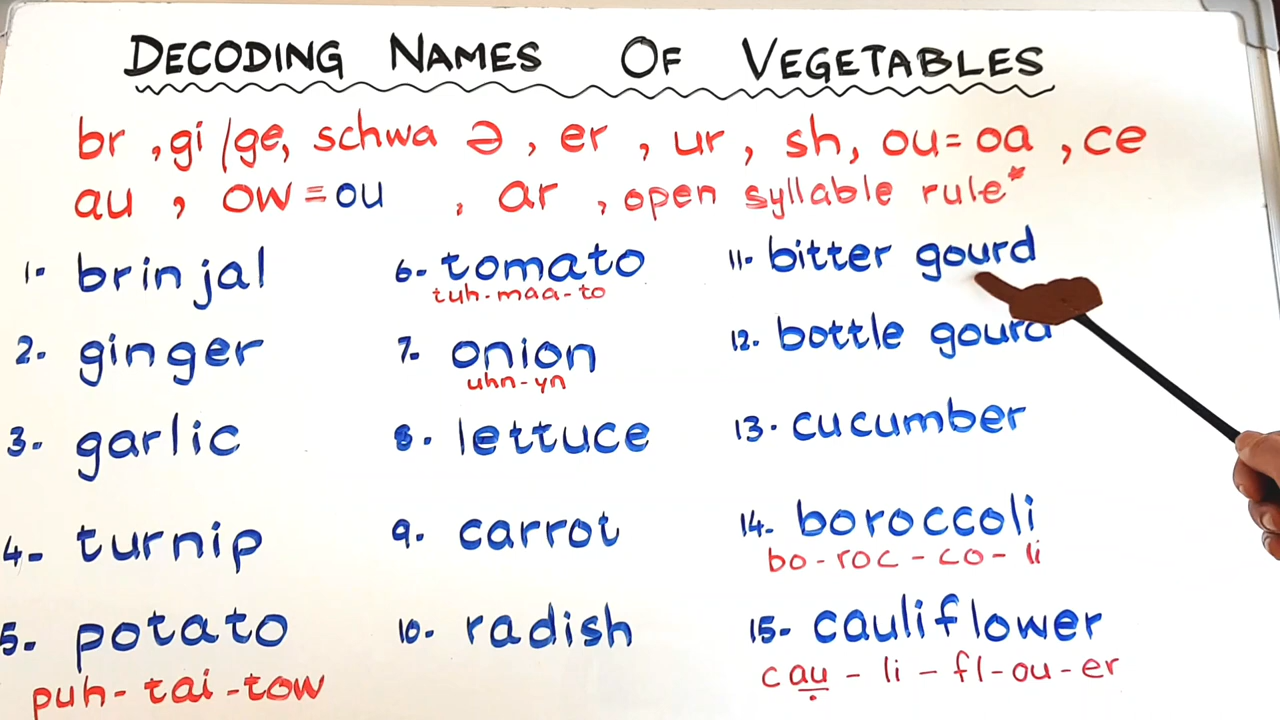 DECODING NAMES OF VEGETABLES
br , gi /ge, schwa ə , er , ur , sh, ou=oa , ce
au , ow=ou , ar , open syllable rule*
1. brinjal
2. ginger
3. garlic
4. turnip
5. potato
puh-tai-tow
6. tomato
tuh-maa-to
7. onion
uhn-yn
8. lettuce
9. carrot
10. radish
11. bitter gourd
12. bottle gourd
13. cucumber
14. boroccoli
bo-roc-co-li
15. cauliflower
cau-li-fl-ou-er